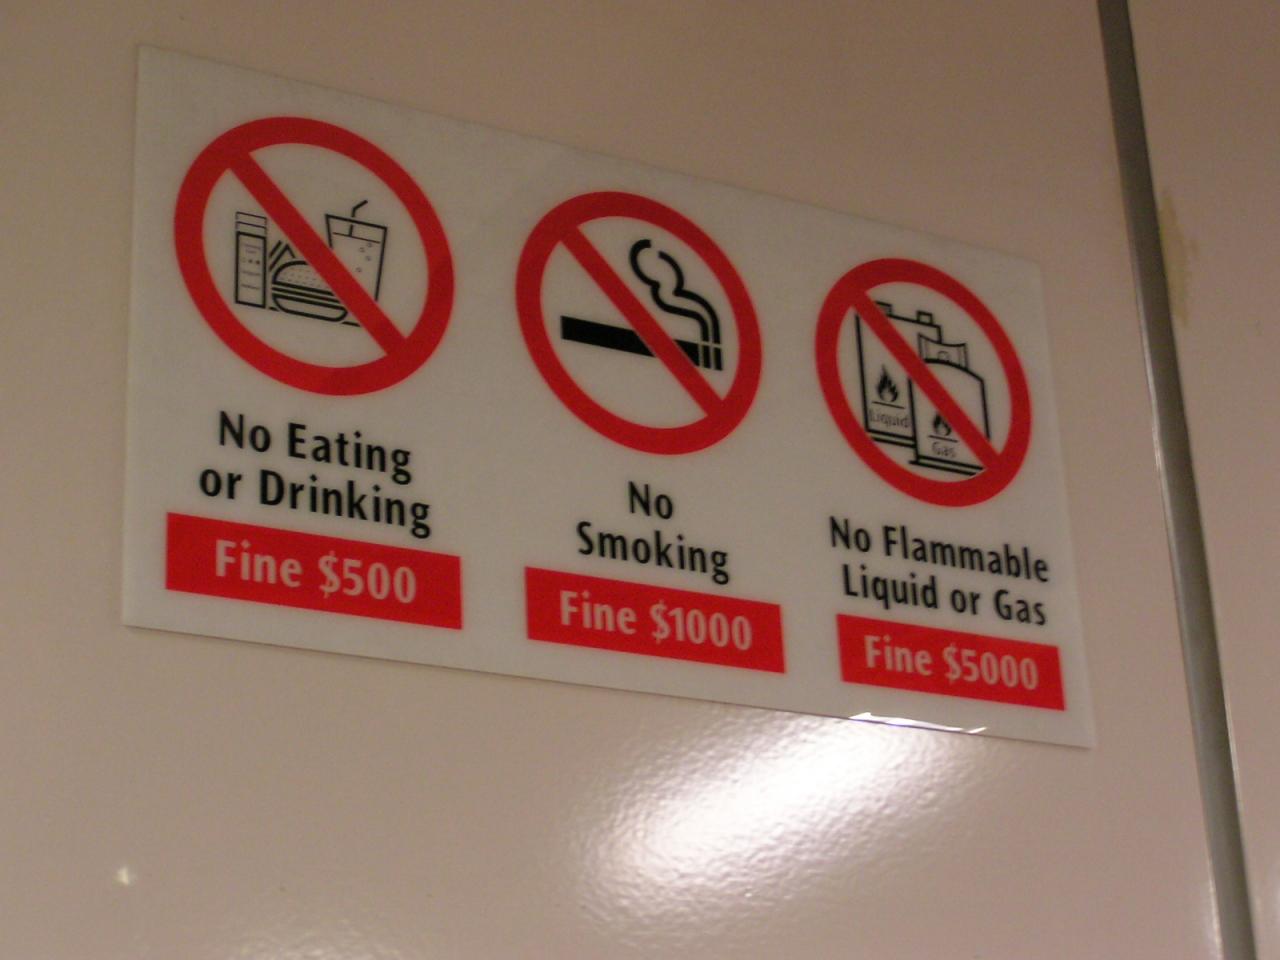 No Eating
or Drinking
Fine $500
No
Smoking
Fine $1000
Liquid
Gas
No Flammable
Liquid or Gas
Fine $5000